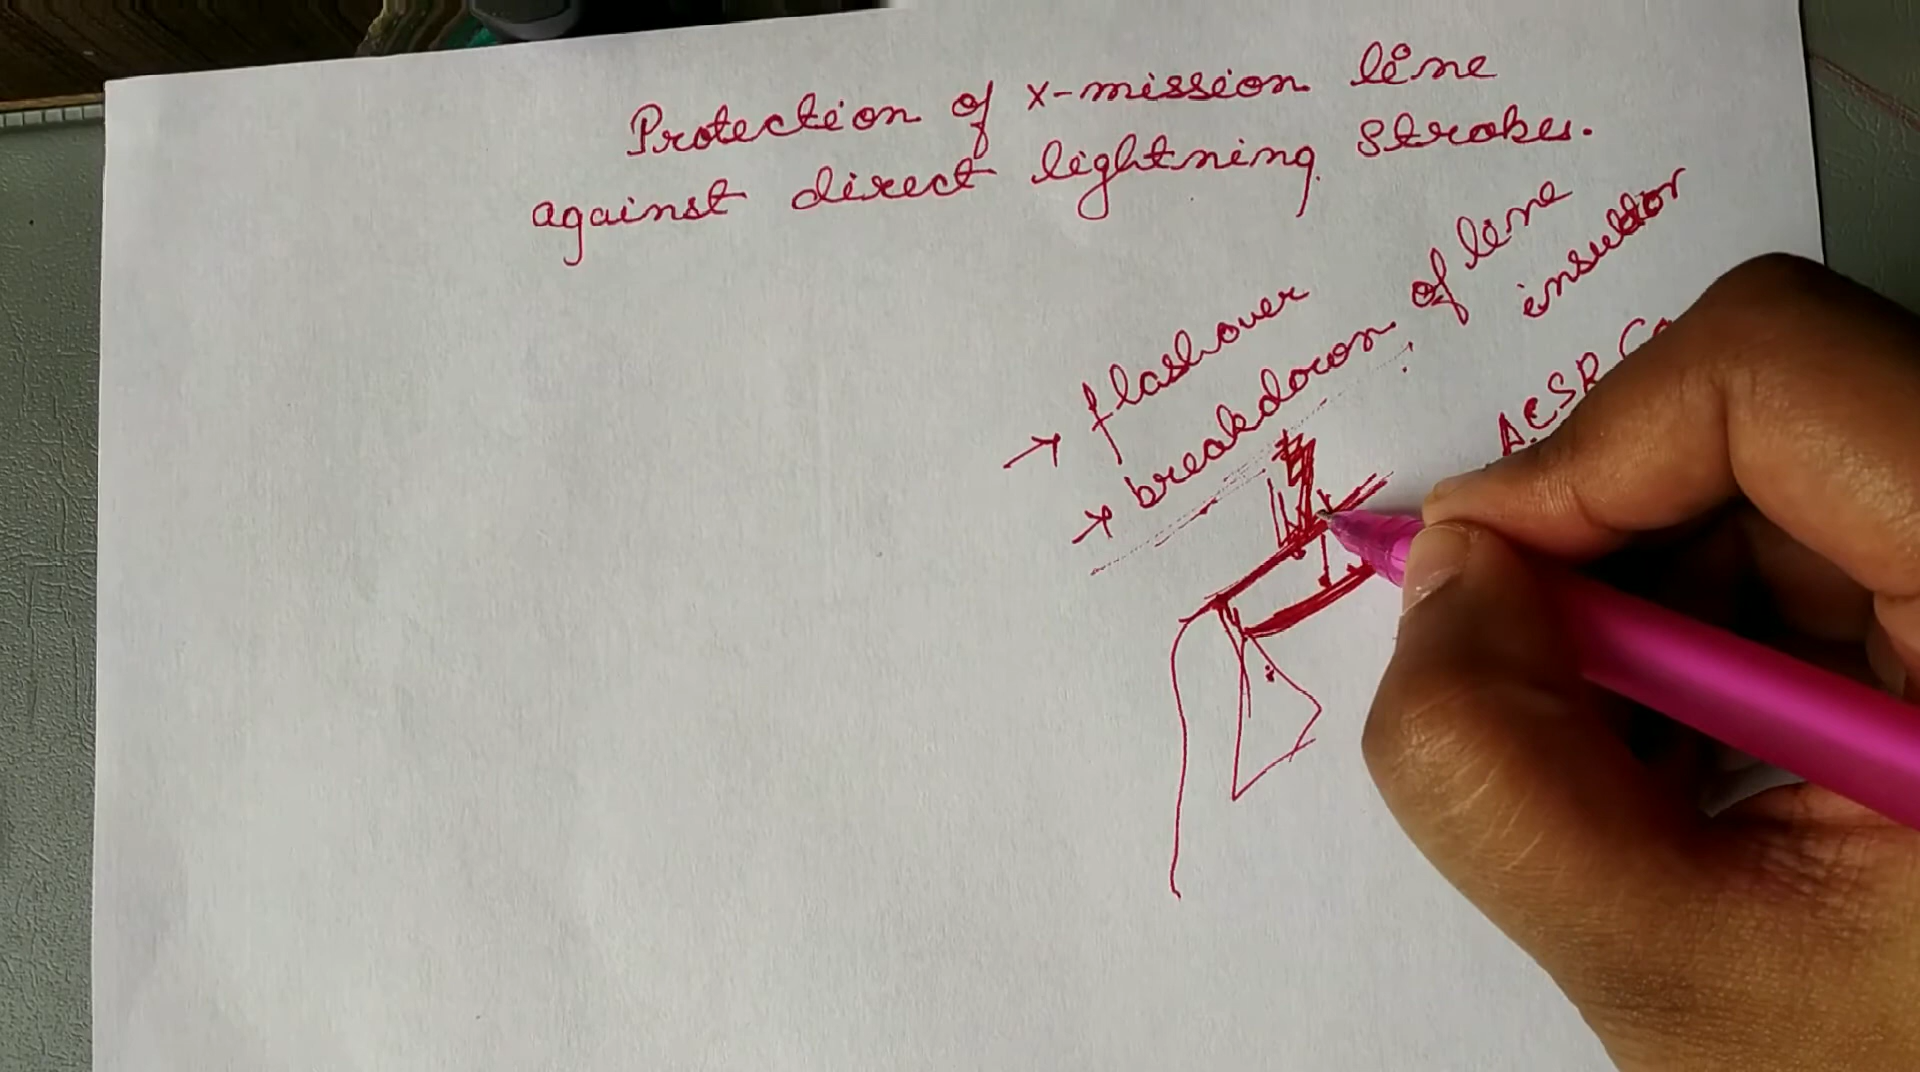 Protection of x-mission line
against direct lightning strokes.
→ flashover
→ breakdown of line
insulator
ACSR